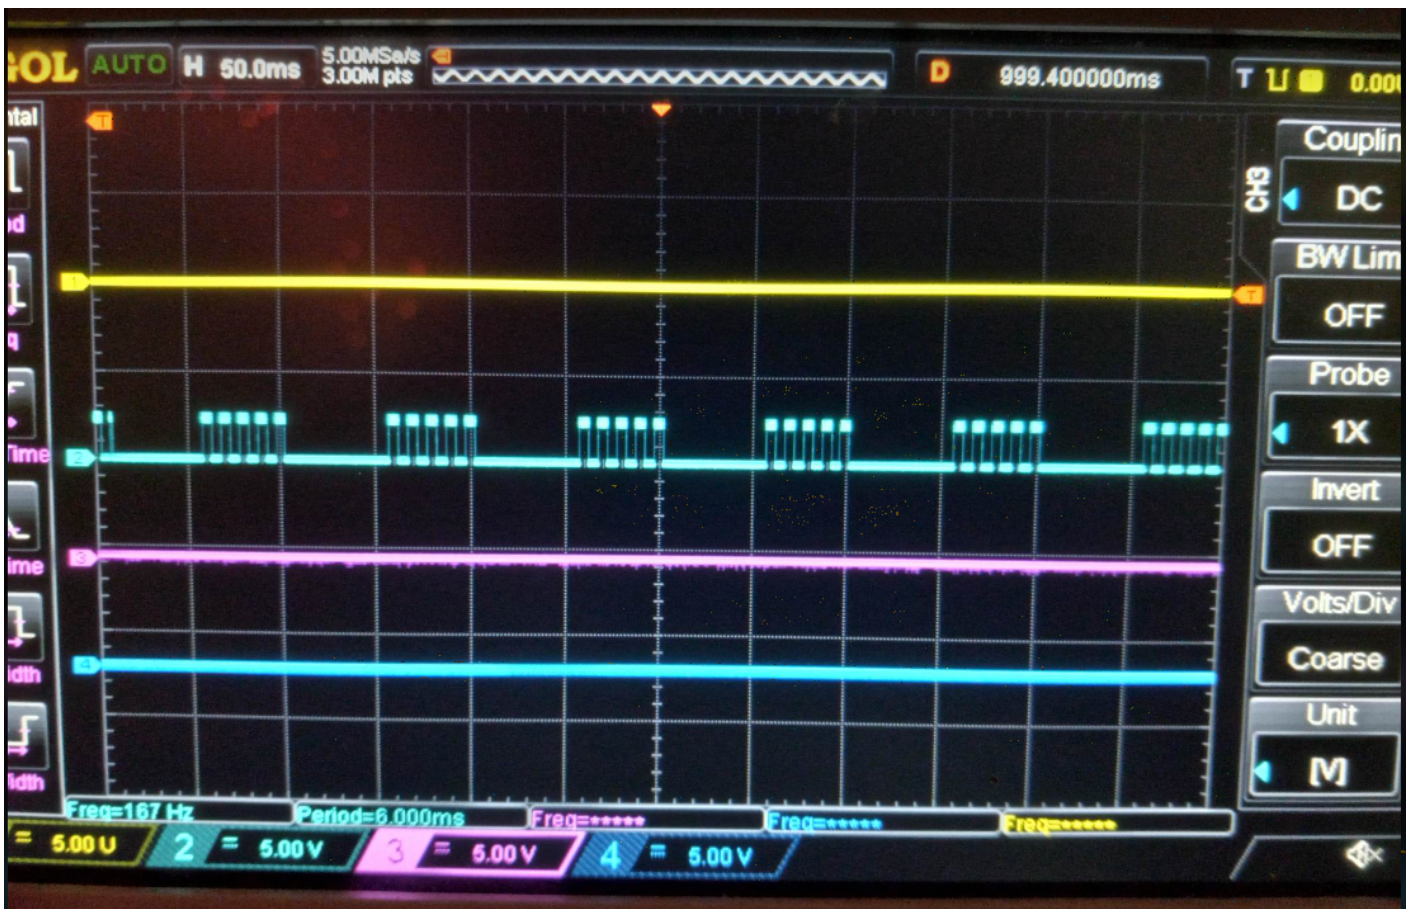 GOL AUTO H 50.0ms 5.00MSa/s D 999.400000ms T 1 0.00
3.00M pts
T
ntal
Couplin
CH3
DC
BW Lim
OFF
1
T
Probe
1X
2
Time
Invert
OFF
3
ime
Volts/Div
Coarse
4
idth
Unit
[V]
idth
Freq=167 Hz Period=6.000ms Freq=***** Freq=***** Freq=*****
= 5.00 V 2 = 5.00 V 3 = 5.00 V 4 = 5.00 V